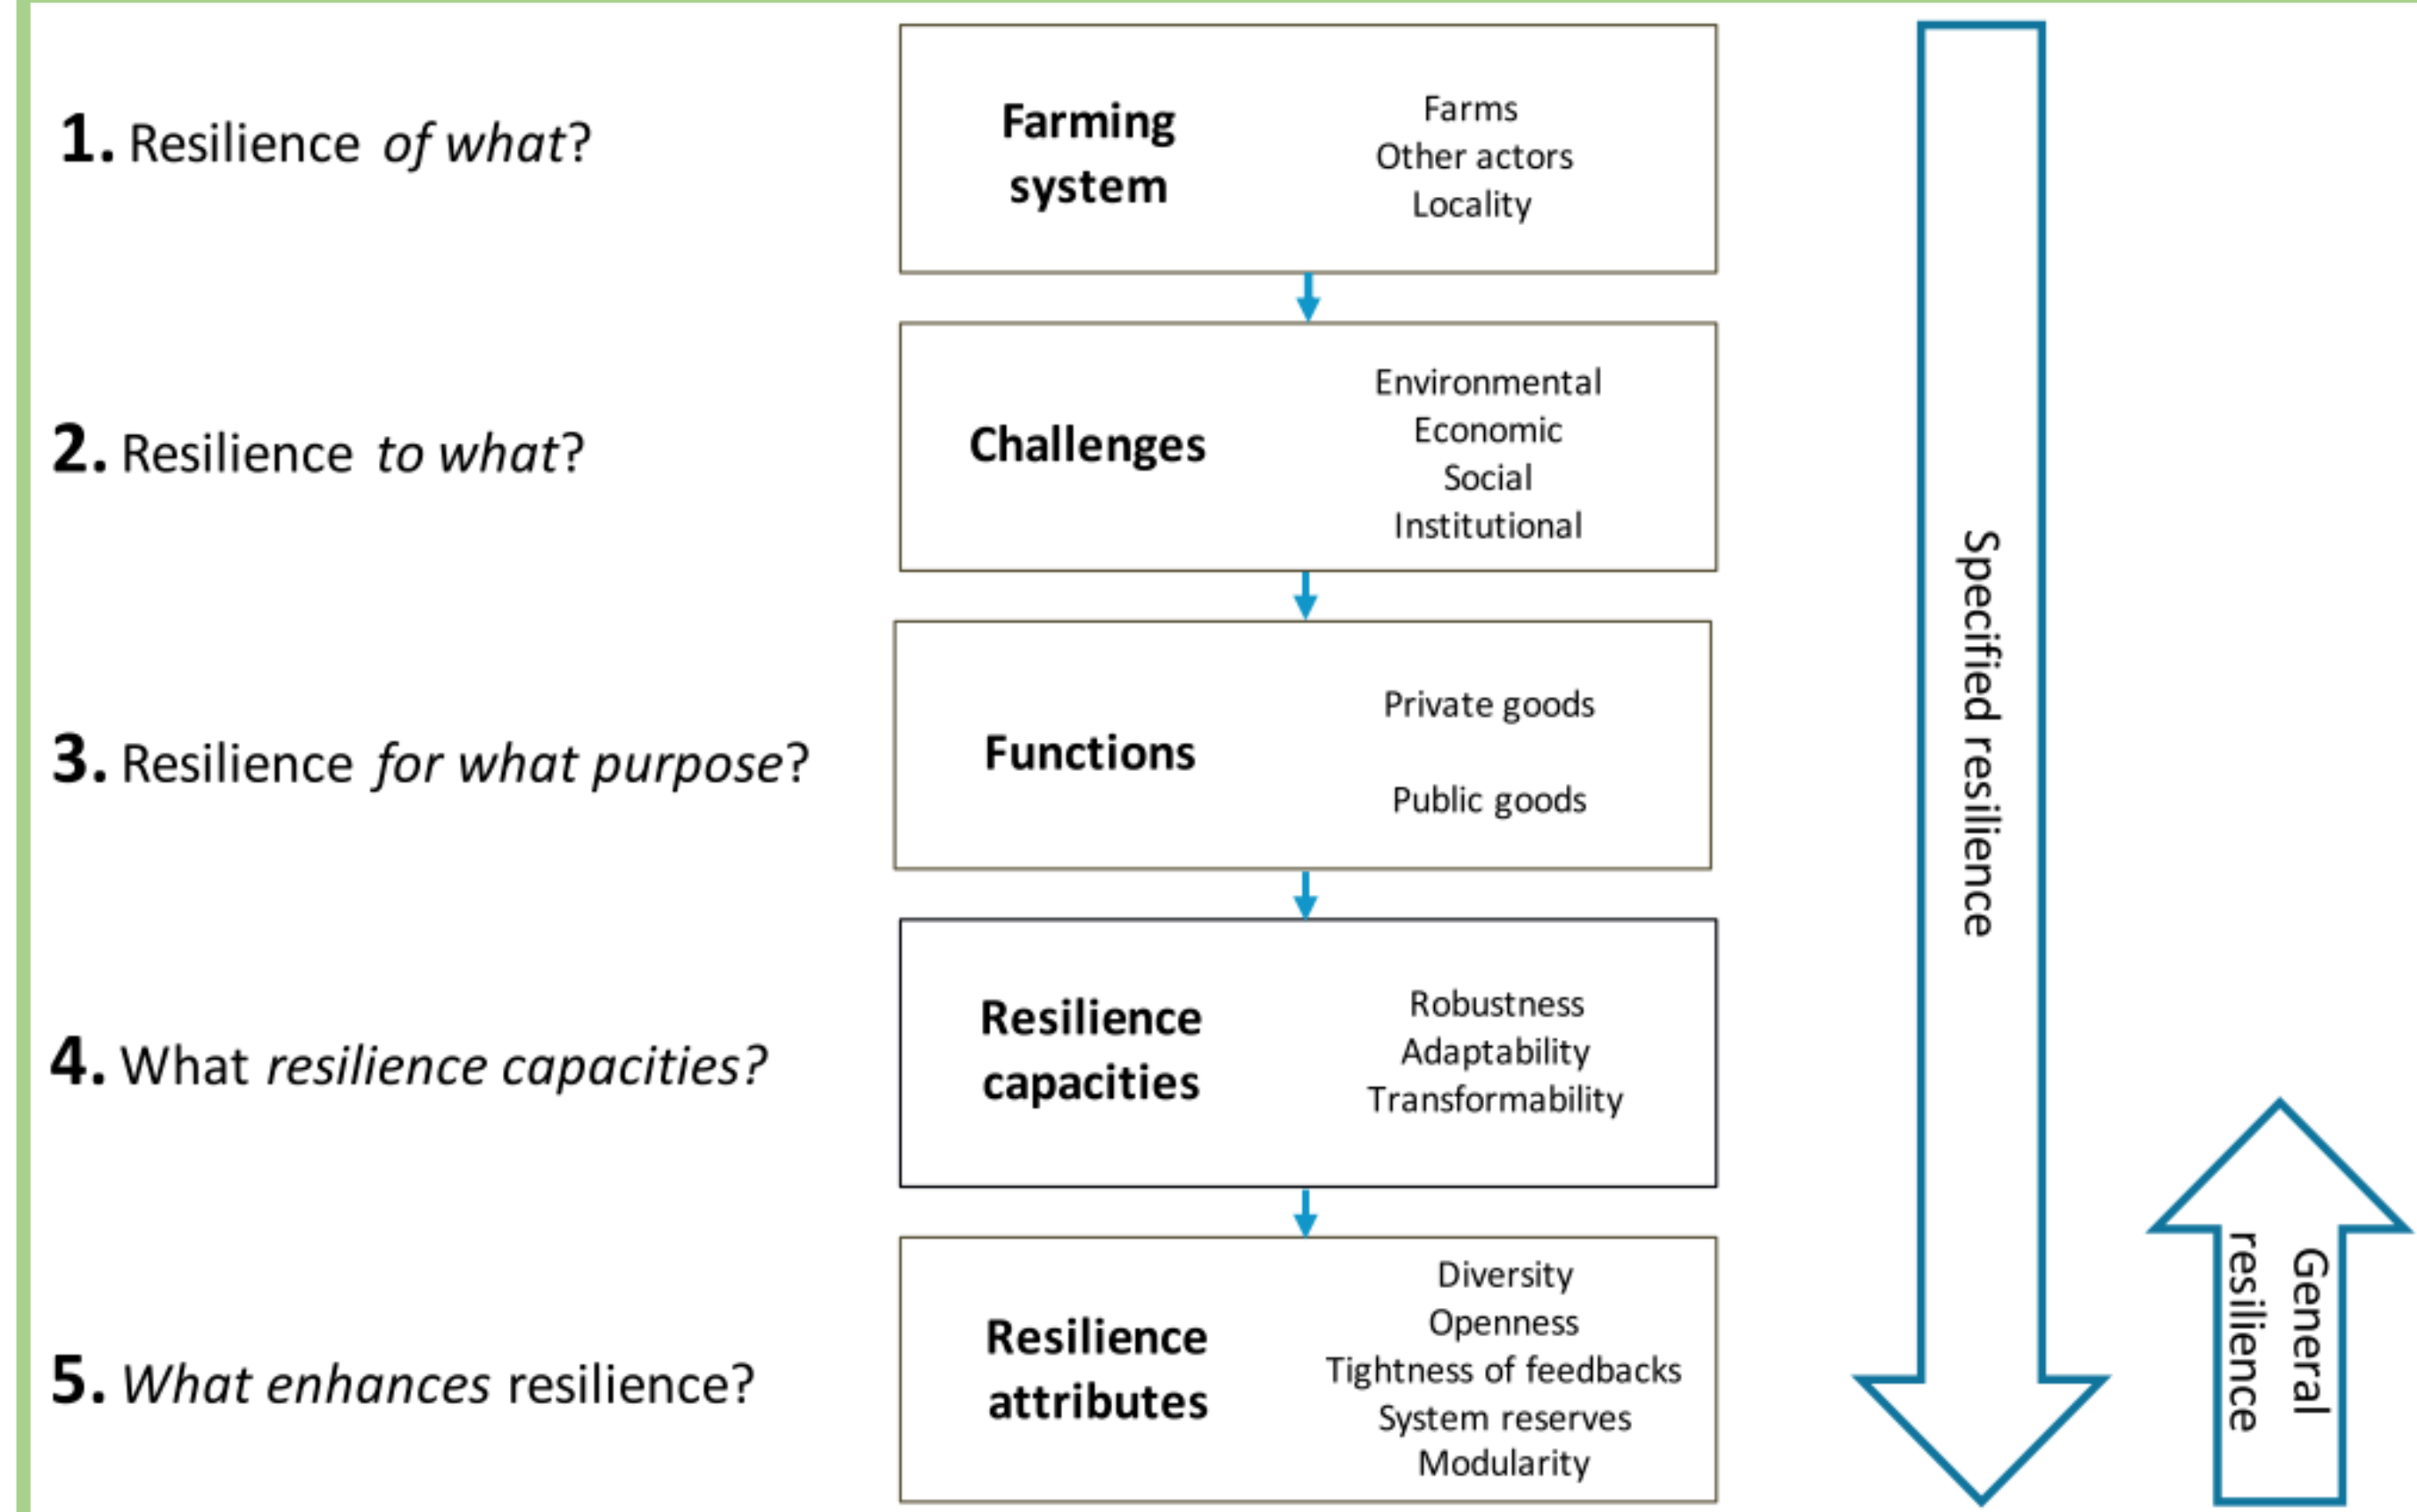 1. Resilience of what?
Farming
system
Farms
Other actors
Locality
2. Resilience to what?
Challenges
Environmental
Economic
Social
Institutional
3. Resilience for what purpose?
Functions
Private goods
Public goods
4. What resilience capacities?
Resilience
capacities
Robustness
Adaptability
Transformability
5. What enhances resilience?
Resilience
attributes
Diversity
Openness
Tightness of feedbacks
System reserves
Modularity
Specified resilience
General
resilience